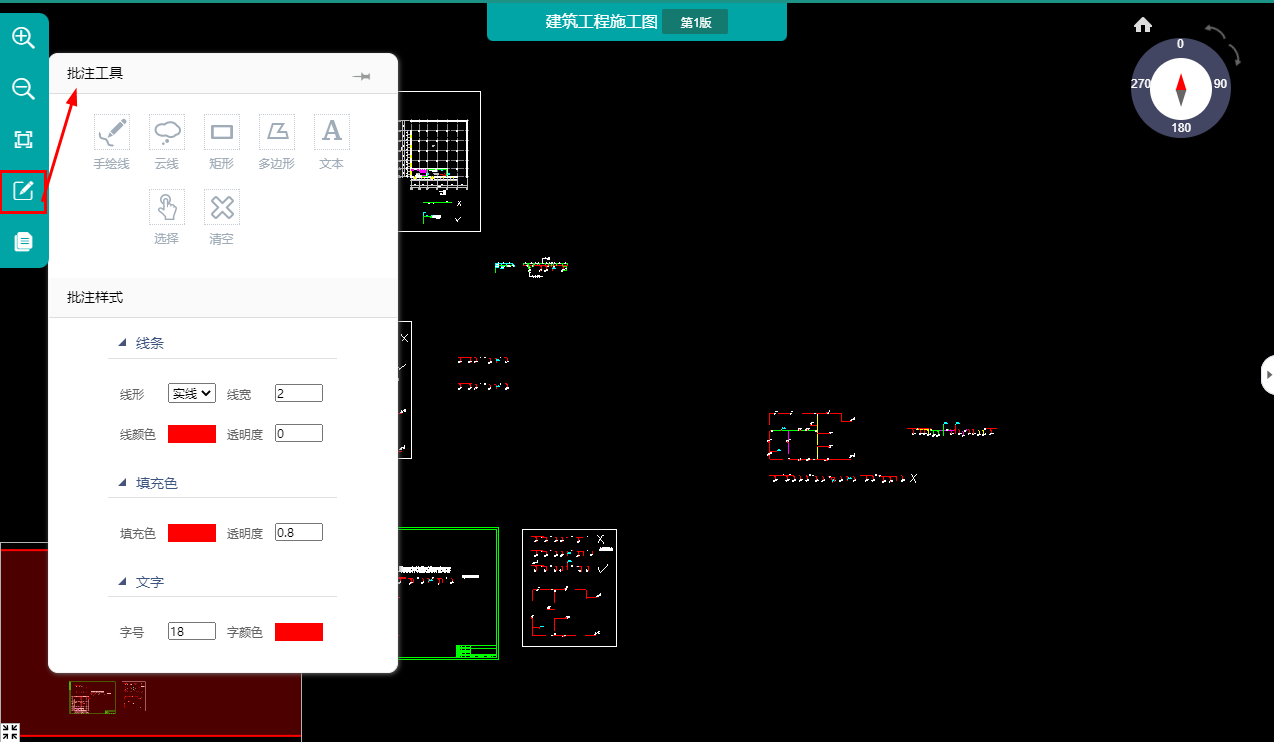 建筑工程施工图 第1版
0
270 90
180
批注工具
手绘线 云线 矩形 多边形 A 文本
选择 清空
批注样式
线条
线形 实线 线宽 2
线颜色 透明度 0
填充色
填充色 透明度 0.8
文字
字号 18 字颜色